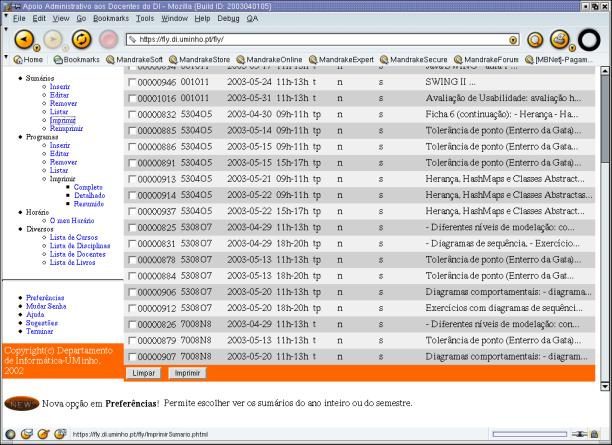 Apoio Administrativo aos Docentes do DI - Mozilla {Build ID: 2003040105}
File Edit View Go Bookmarks Tools Window Help Debug QA
https://fly.di.uminho.pt/fly/
Home Bookmarks MandrakeSoft MandrakeStore MandrakeOnline MandrakeExpert MandrakeSecure MandrakeForum [MBNet]-Pagam...
Sumários
Inserir
Editar
Remover
Listar
Imprimir
Reimprimir
Programas
Inserir
Editar
Remover
Listar
Imprimir
Completo
Detalhado
Resumido
Horário
O meu Horário
Diversos
Lista de Cursos
Lista de Disciplinas
Lista de Docentes
Lista de Livros
Preferências
Mudar Senha
Ajuda
Sugestões
Terminar
Copyright(c) Departamento
de Informática-UMinho,
2002
00000946 001011 2003-05-24 11h-13h t n s SWING II ...
00001016 001011 2003-05-31 11h-13h t n s Avaliação de Usabilidade: avaliação h...
00000832 5304O5 2003-04-30 09h-11h tp n s Ficha 6 (continuação): - Herança - Ha...
00000885 5304O5 2003-05-14 09h-11h tp n s Tolerância de ponto (Enterro da Gata)...
00000886 5304O5 2003-05-15 09h-11h tp n s Tolerância de ponto (Enterro da Gata)...
00000891 5304O5 2003-05-15 15h-17h tp n s Tolerância de ponto (Enterro da Gata)...
00000913 5304O5 2003-05-21 09h-11h tp n s Herança, HashMaps e Classes Abstract...
00000914 5304O5 2003-05-22 09h-11h tp n s Herança, HashMaps e Classes Abstractas...
00000937 5304O5 2003-05-22 15h-17h tp n s Herança, HashMaps e Classes Abstract...
00000825 5308O7 2003-04-29 09h-11h tp n s - Diferentes níveis de modelação: co...
00000831 5308O7 2003-04-29 18h-20h tp n s - Diagramas de sequência, - Exercício...
00000878 5308O7 2003-05-13 09h-11h tp n s Tolerância de ponto (Enterro da Gata)...
00000884 5308O7 2003-05-13 18h-20h tp n s Tolerância de ponto (Enterro da Gat...
00000906 5308O7 2003-05-20 09h-11h tp n s Diagramas comportamentais: - diagrama...
00000912 5308O7 2003-05-20 18h-20h tp n s Exercícios com diagramas de sequênci...
00000826 7008N8 2003-04-29 11h-13h t n s - Diferentes níveis de modelação: con...
00000879 7008N8 2003-05-13 11h-13h t n s Tolerância de ponto (Enterro da Gata)...
00000907 7008N8 2003-05-20 11h-13h t n s Diagramas comportamentais: - diagram...
Limpar Imprimir
NEWS Nova opção em Preferências! Permite escolher ver os sumários do ano inteiro ou do semestre.
https://fly.di.uminho.pt/fly/ImprimirSumario.phtml